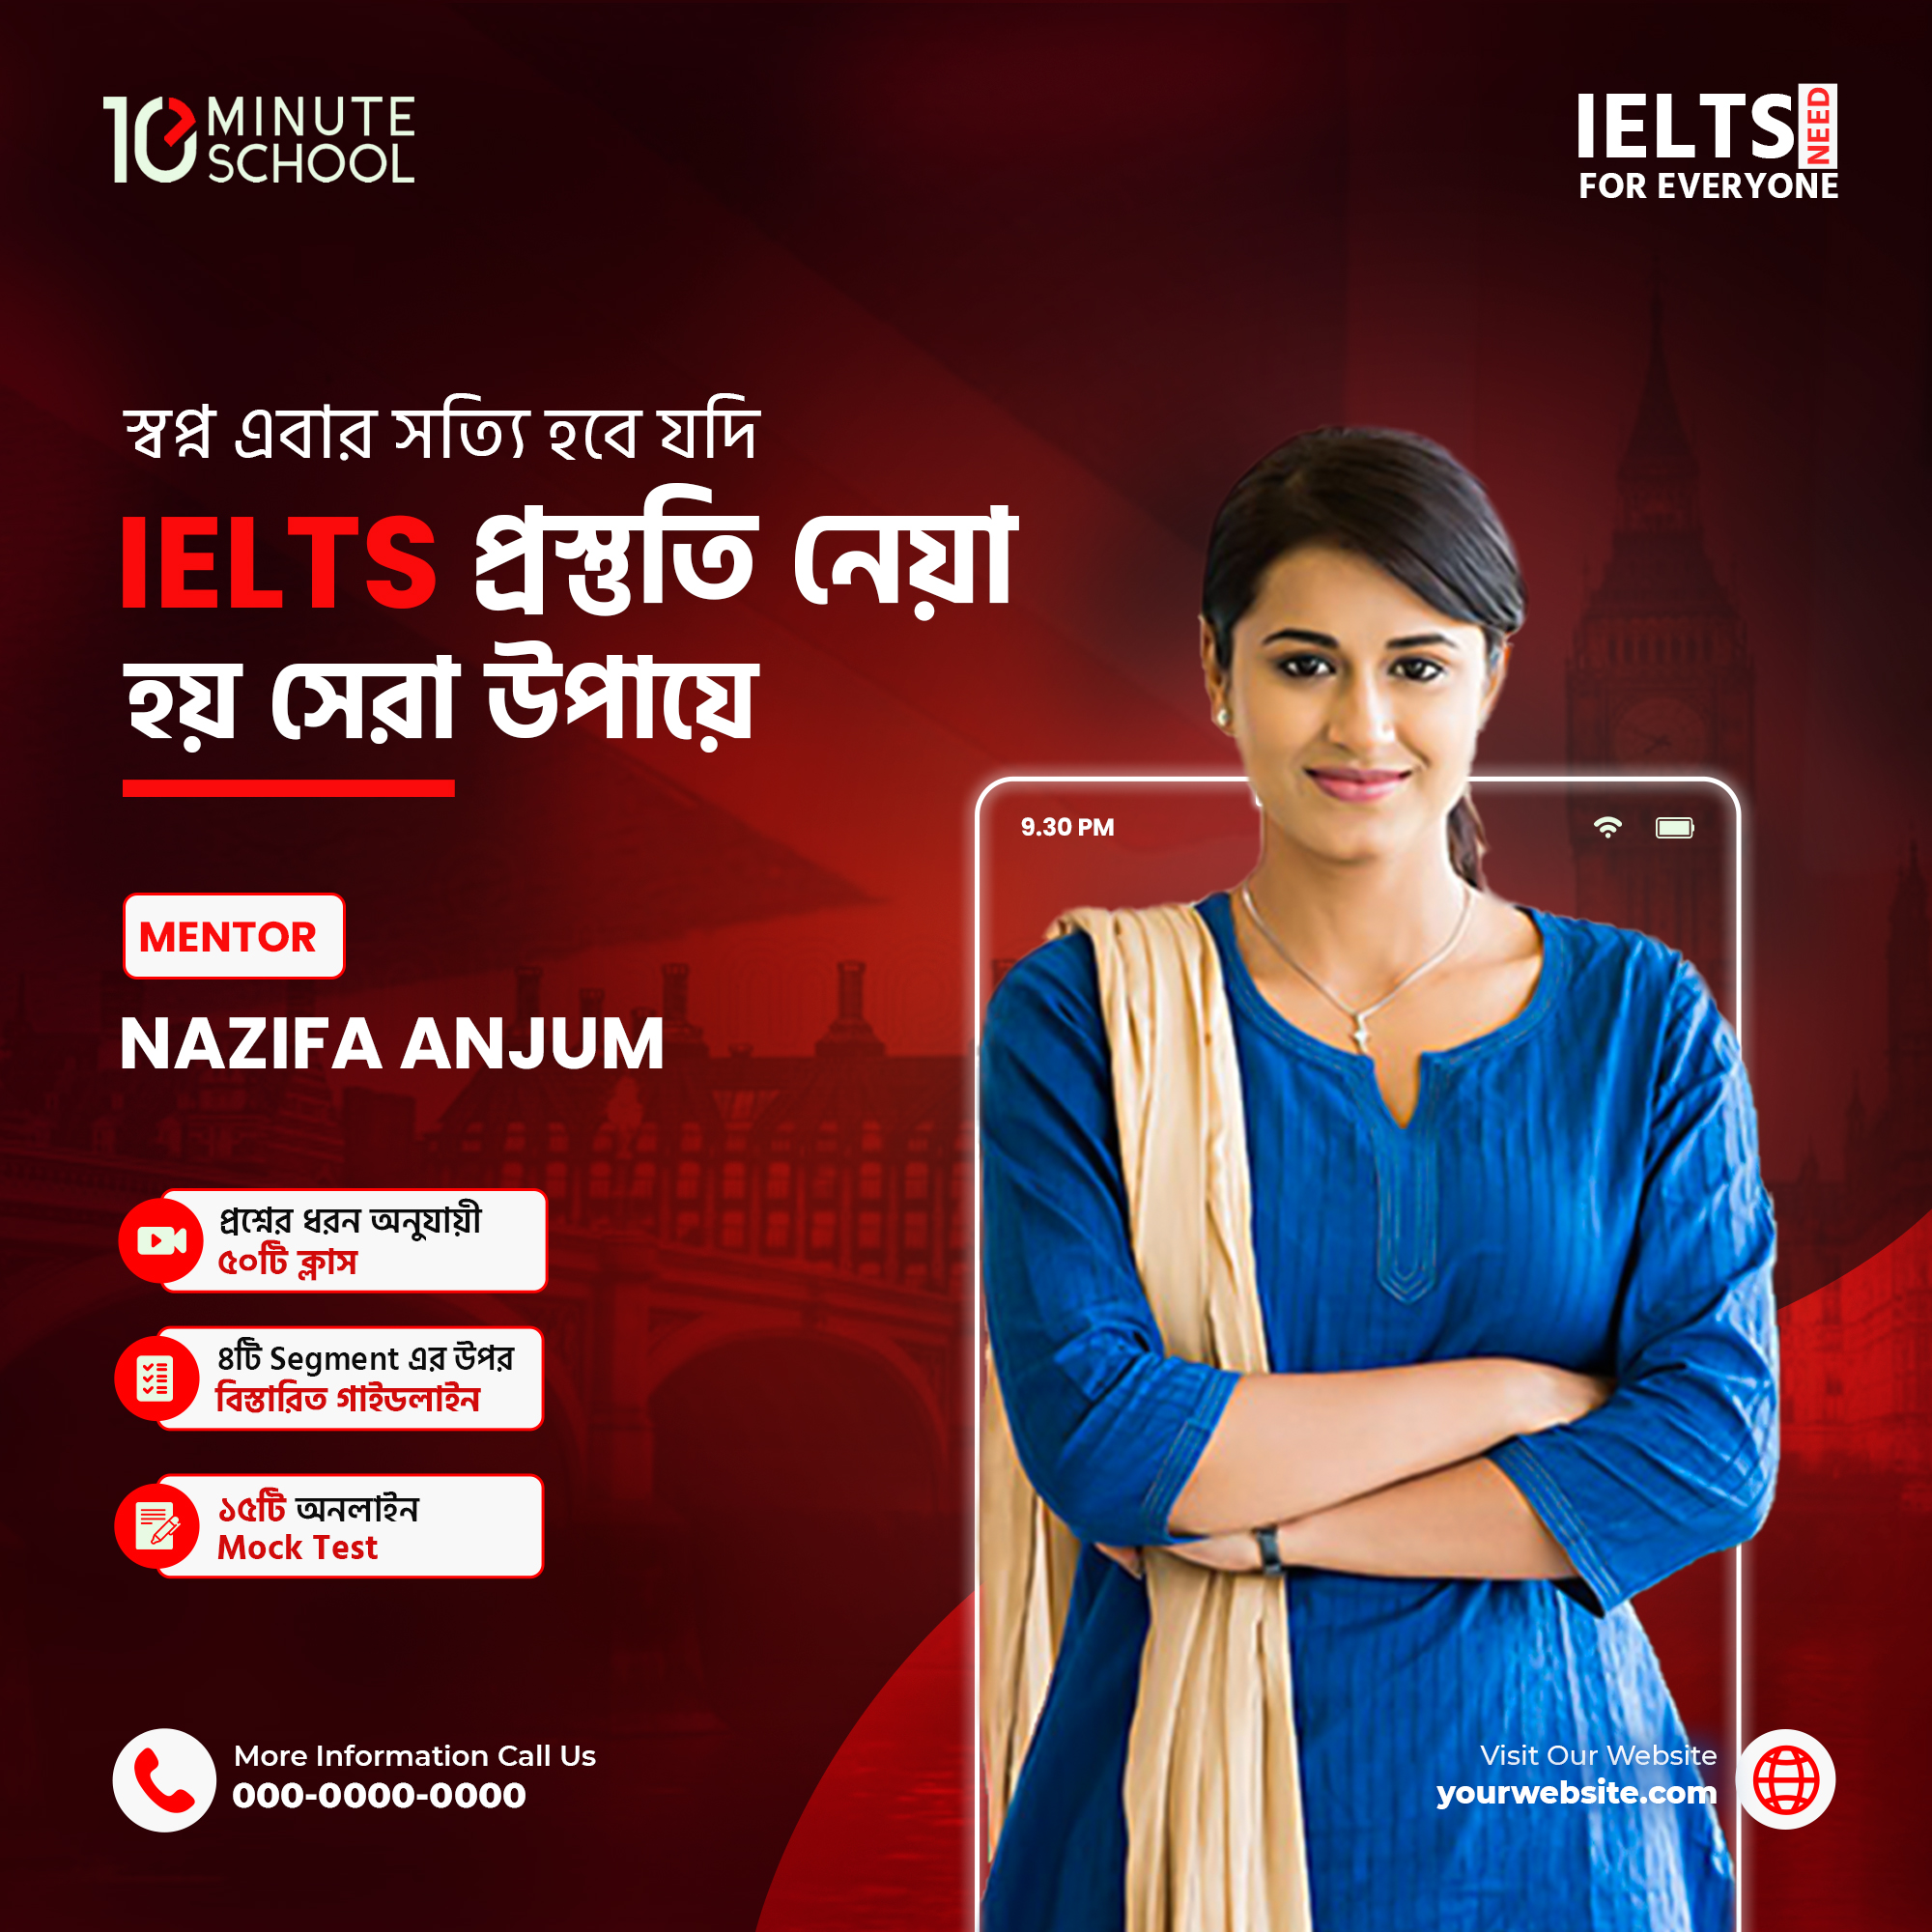 10 MINUTE
SCHOOL
IELTS NEED
FOR EVERYONE
স্বপ্ন এবার সত্যি হবে যদি
IELTS প্রস্তুতি নেয়া
হয় সেরা উপায়ে
9.30 PM
MENTOR
NAZIFA ANJUM
প্রশ্নের ধরন অনুযায়ী
৫০টি ক্লাস
৪টি Segment এর উপর
বিস্তারিত গাইডলাইন
১৫টি অনলাইন
Mock Test
More Information Call Us
000-0000-0000
Visit Our Website
yourwebsite.com